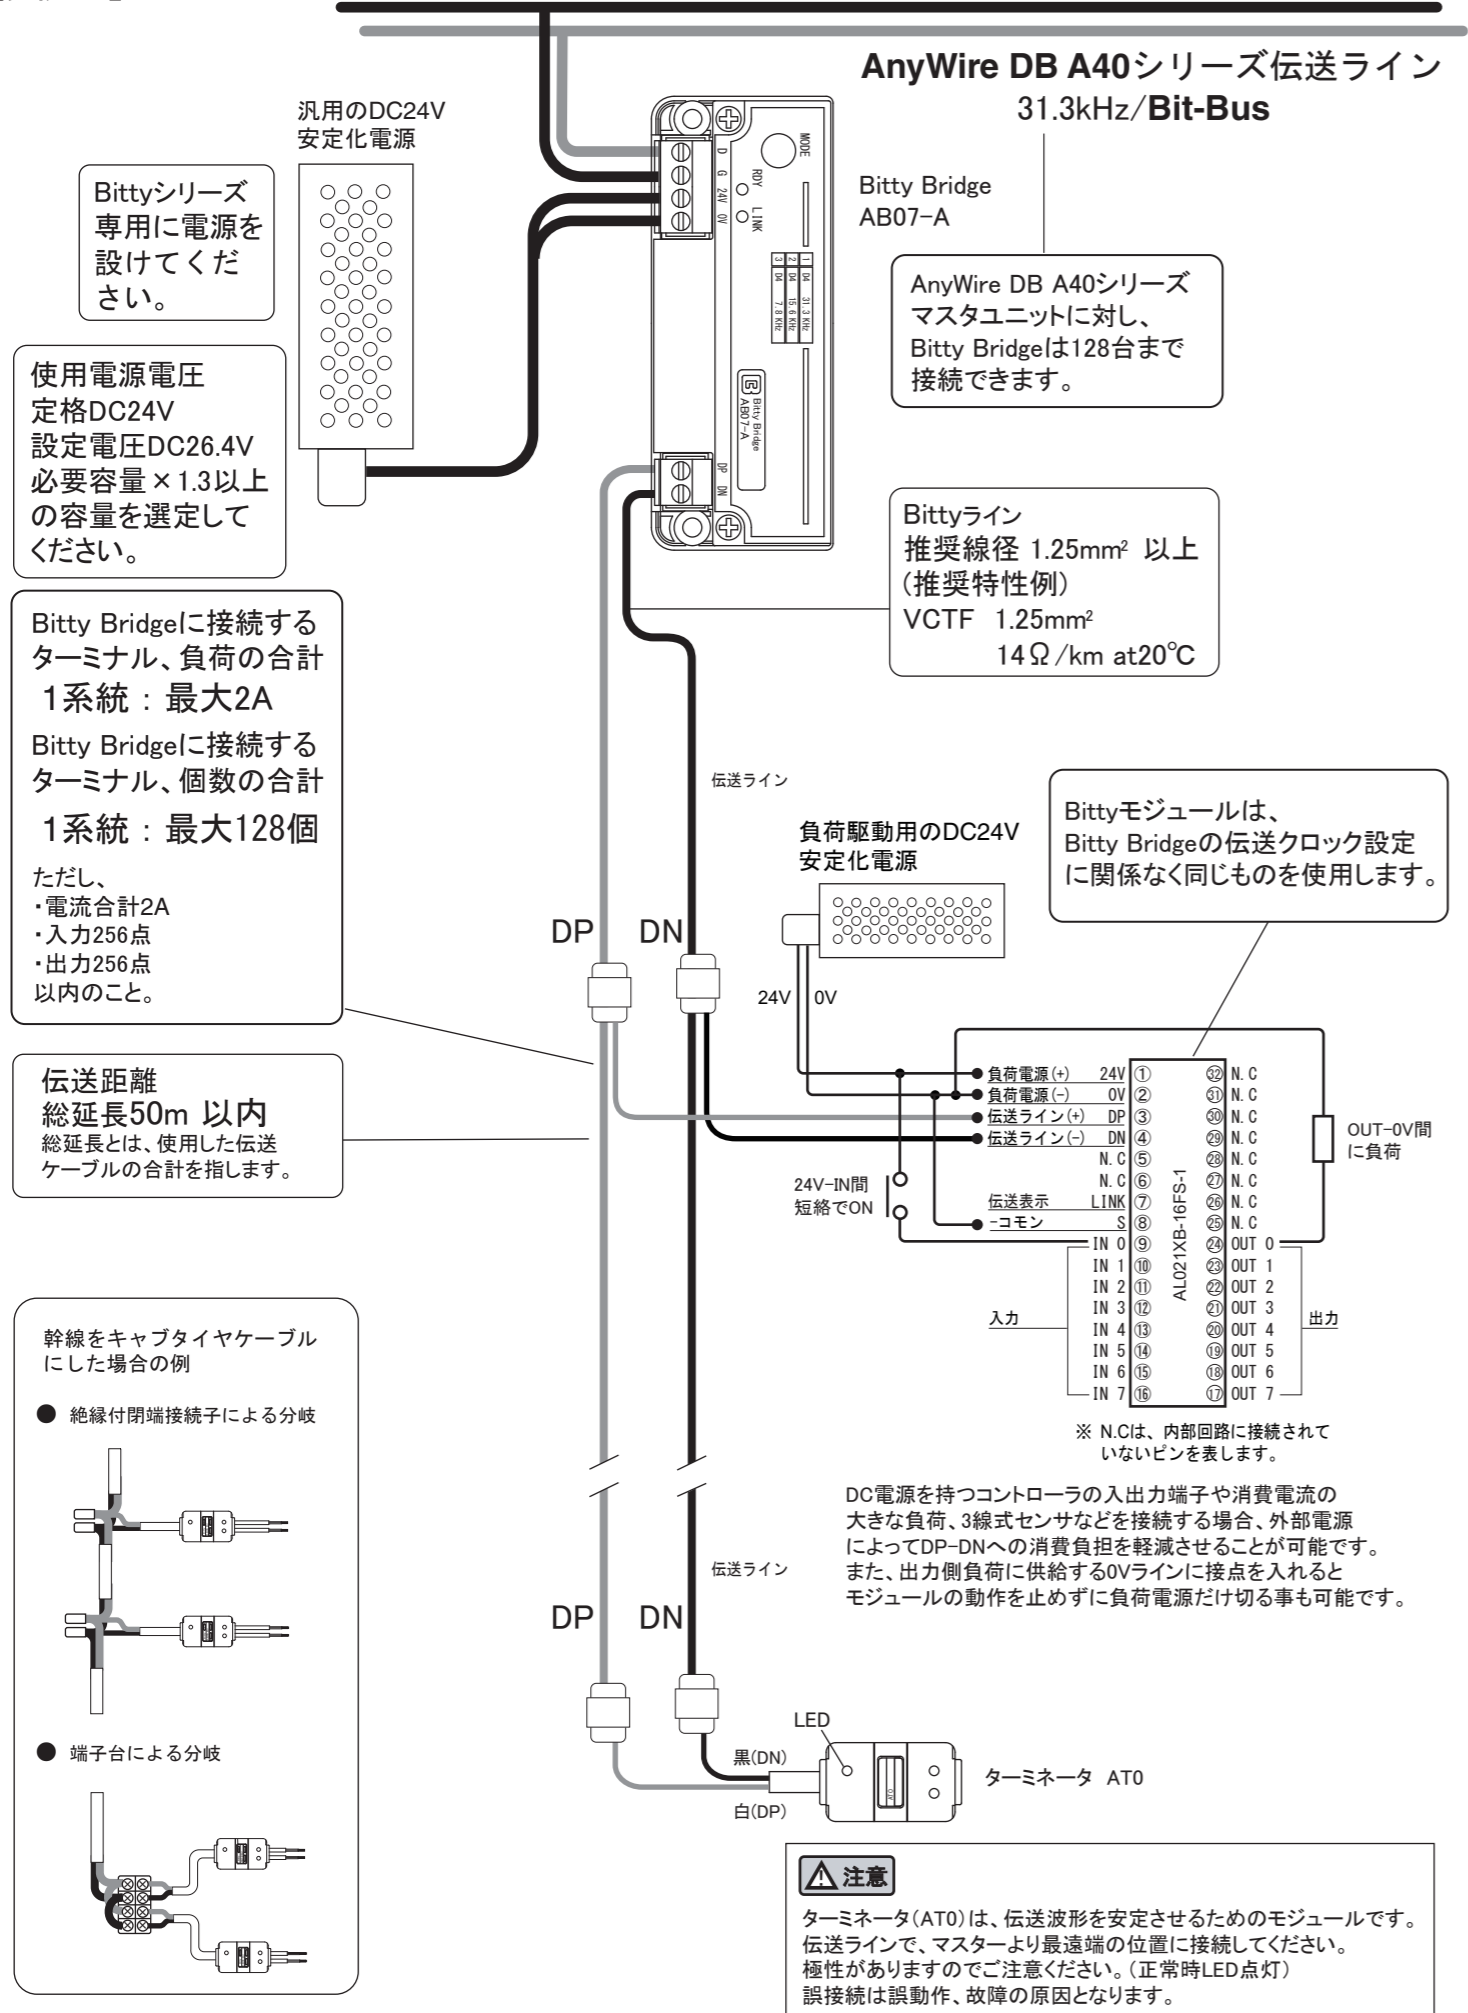 AnyWire DB A40シリーズ伝送ライン
31.3kHz/Bit-Bus
汎用のDC24V
安定化電源
Bittyシリーズ
専用に電源を
設けてくだ
さい。
使用電源電圧
定格DC24V
設定電圧DC26.4V
必要容量×1.3以上
の容量を選定して
ください。
MODE
D
G
24V
0V
RDY
LINK
1 D4 31.3 KHz
2 D4 15.6 KHz
3 D4 7.8 KHz
Bitty Bridge
AB07-A
DP
DN
Bitty Bridge
AB07-A
AnyWire DB A40シリーズ
マスタユニットに対し、
Bitty Bridgeは128台まで
接続できます。
Bittyライン
推奨線径 1.25mm² 以上
(推奨特性例)
VCTF 1.25mm²
14Ω/km at20℃
Bitty Bridgeに接続する
ターミナル、負荷の合計
1系統：最大2A
Bitty Bridgeに接続する
ターミナル、個数の合計
1系統：最大128個
ただし、
・電流合計2A
・入力256点
・出力256点
以内のこと。
伝送距離
総延長50m 以内
総延長とは、使用した伝送
ケーブルの合計を指します。
伝送ライン
DP
DN
負荷駆動用のDC24V
安定化電源
24V
0V
Bittyモジュールは、
Bitty Bridgeの伝送クロック設定
に関係なく同じものを使用します。
負荷電源(+) 24V ① ㉜ N.C
負荷電源(-) 0V ② ㉛ N.C
伝送ライン(+) DP ③ ㉚ N.C
伝送ライン(-) DN ④ ㉙ N.C
N.C ⑤ ㉘ N.C
N.C ⑥ ㉗ N.C
伝送表示 LINK ⑦ ㉖ N.C
-コモン S ⑧ ㉕ N.C
IN 0 ⑨ ㉔ OUT 0
IN 1 ⑩ ㉓ OUT 1
IN 2 ⑪ ㉒ OUT 2
IN 3 ⑫ ㉑ OUT 3
IN 4 ⑬ ⑳ OUT 4
IN 5 ⑭ ⑲ OUT 5
IN 6 ⑮ ⑱ OUT 6
IN 7 ⑯ ⑰ OUT 7
AL021XB-16FS-1
24V-IN間
短絡でON
OUT-0V間
に負荷
入力
出力
※ N.Cは、内部回路に接続されて
いないピンを表します。
DC電源を持つコントローラの入出力端子や消費電流の
大きな負荷、3線式センサなどを接続する場合、外部電源
によってDP-DNへの消費負担を軽減させることが可能です。
また、出力側負荷に供給する0Vラインに接点を入れると
モジュールの動作を止めずに負荷電源だけ切る事も可能です。
幹線をキャブタイヤケーブル
にした場合の例
● 絶縁付閉端接続子による分岐
● 端子台による分岐
伝送ライン
DP
DN
LED
黒(DN)
白(DP)
ターミネータ AT0
注意
ターミネータ(AT0)は、伝送波形を安定させるためのモジュールです。
伝送ラインで、マスターより最遠端の位置に接続してください。
極性がありますのでご注意ください。(正常時LED点灯)
誤接続は誤動作、故障の原因となります。